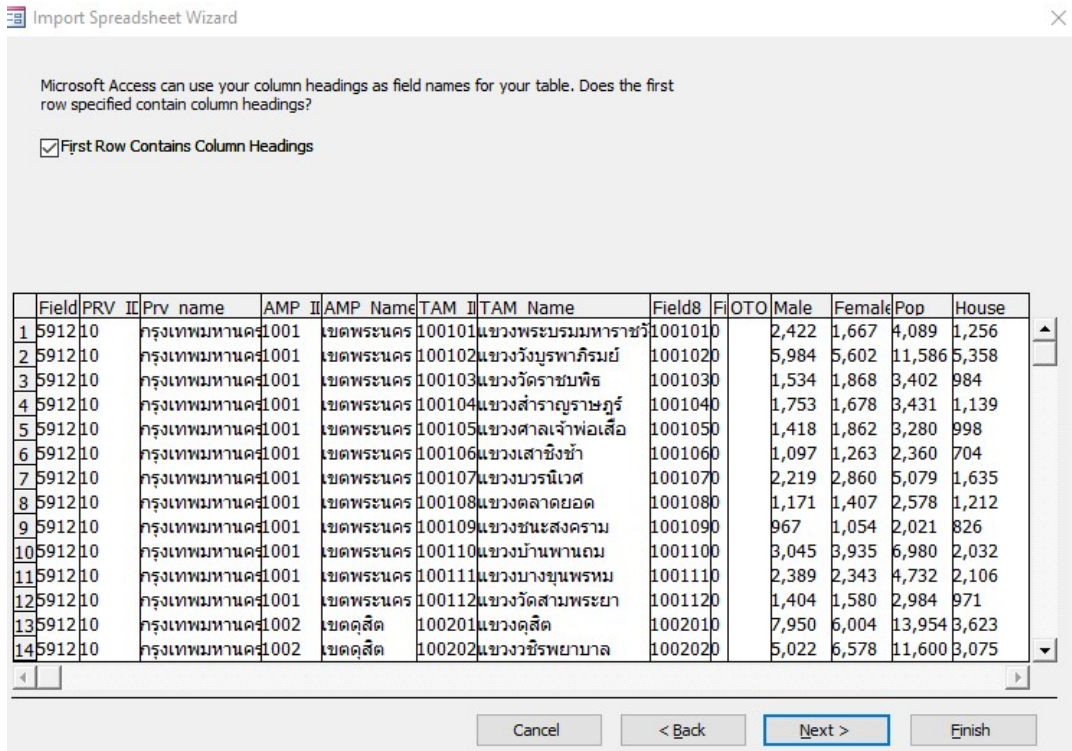 Import Spreadsheet Wizard
Microsoft Access can use your column headings as field names for your table. Does the first
row specified contain column headings?
First Row Contains Column Headings
Field PRV_ID Prv_name AMP_I AMP_Name TAM_I TAM_Name Field8 Fi OTO Male Female Pop House
1 5912 10 กรุงเทพมหานคร 1001 เขตพระนคร 100101 แขวงพระบรมมหาราชวั 100101 0 2,422 1,667 4,089 1,256
2 5912 10 กรุงเทพมหานคร 1001 เขตพระนคร 100102 แขวงวังบูรพาภิรมย์ 100102 0 5,984 5,602 11,586 5,358
3 5912 10 กรุงเทพมหานคร 1001 เขตพระนคร 100103 แขวงวัดราชบพิธ 100103 0 1,534 1,868 3,402 984
4 5912 10 กรุงเทพมหานคร 1001 เขตพระนคร 100104 แขวงสำราญราษฎร์ 100104 0 1,753 1,678 3,431 1,139
5 5912 10 กรุงเทพมหานคร 1001 เขตพระนคร 100105 แขวงศาลเจ้าพ่อเสือ 100105 0 1,418 1,862 3,280 998
6 5912 10 กรุงเทพมหานคร 1001 เขตพระนคร 100106 แขวงเสาชิงช้า 100106 0 1,097 1,263 2,360 704
7 5912 10 กรุงเทพมหานคร 1001 เขตพระนคร 100107 แขวงบวรนิเวศ 100107 0 2,219 2,860 5,079 1,635
8 5912 10 กรุงเทพมหานคร 1001 เขตพระนคร 100108 แขวงตลาดยอด 100108 0 1,171 1,407 2,578 1,212
9 5912 10 กรุงเทพมหานคร 1001 เขตพระนคร 100109 แขวงชนะสงคราม 100109 0 967 1,054 2,021 826
10 5912 10 กรุงเทพมหานคร 1001 เขตพระนคร 100110 แขวงบ้านพานถม 100110 0 3,045 3,935 6,980 2,032
11 5912 10 กรุงเทพมหานคร 1001 เขตพระนคร 100111 แขวงบางขุนพรหม 100111 0 2,389 2,343 4,732 2,106
12 5912 10 กรุงเทพมหานคร 1001 เขตพระนคร 100112 แขวงวัดสามพระยา 100112 0 1,404 1,580 2,984 971
13 5912 10 กรุงเทพมหานคร 1002 เขตดุสิต 100201 แขวงดุสิต 100201 0 7,950 6,004 13,954 3,623
14 5912 10 กรุงเทพมหานคร 1002 เขตดุสิต 100202 แขวงวชิรพยาบาล 100202 0 5,022 6,578 11,600 3,075
Cancel < Back Next > Finish